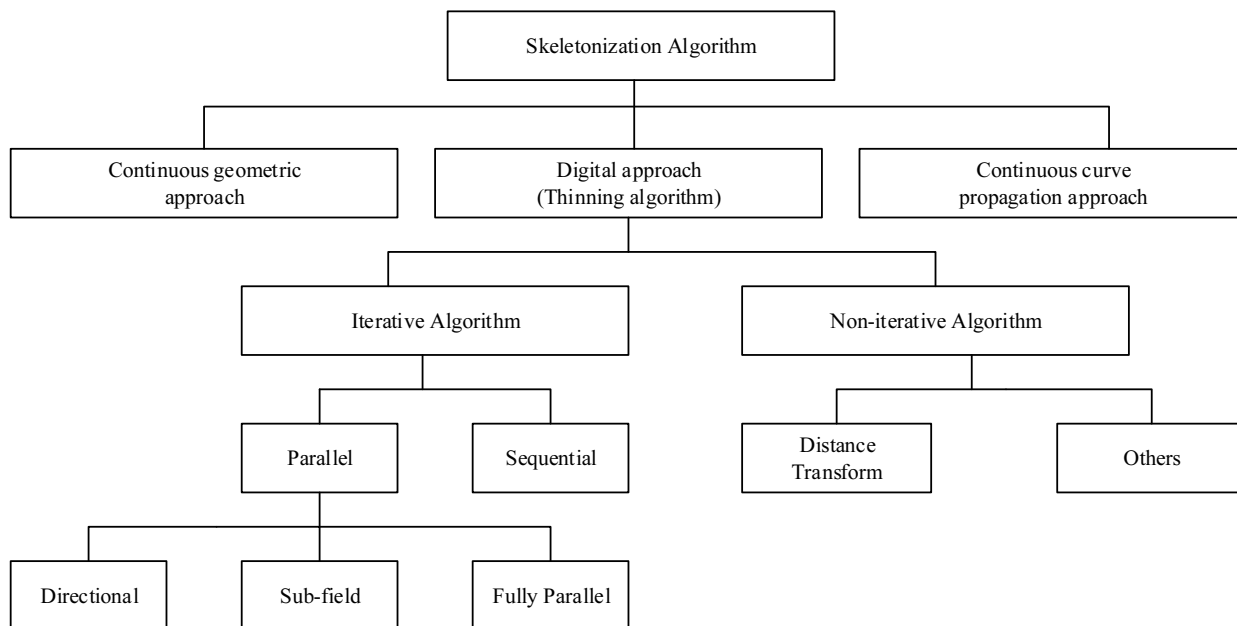 Skeletonization Algorithm
Continuous geometric
approach
Digital approach
(Thinning algorithm)
Continuous curve
propagation approach
Iterative Algorithm
Non-iterative Algorithm
Parallel
Sequential
Distance
Transform
Others
Directional
Sub-field
Fully Parallel